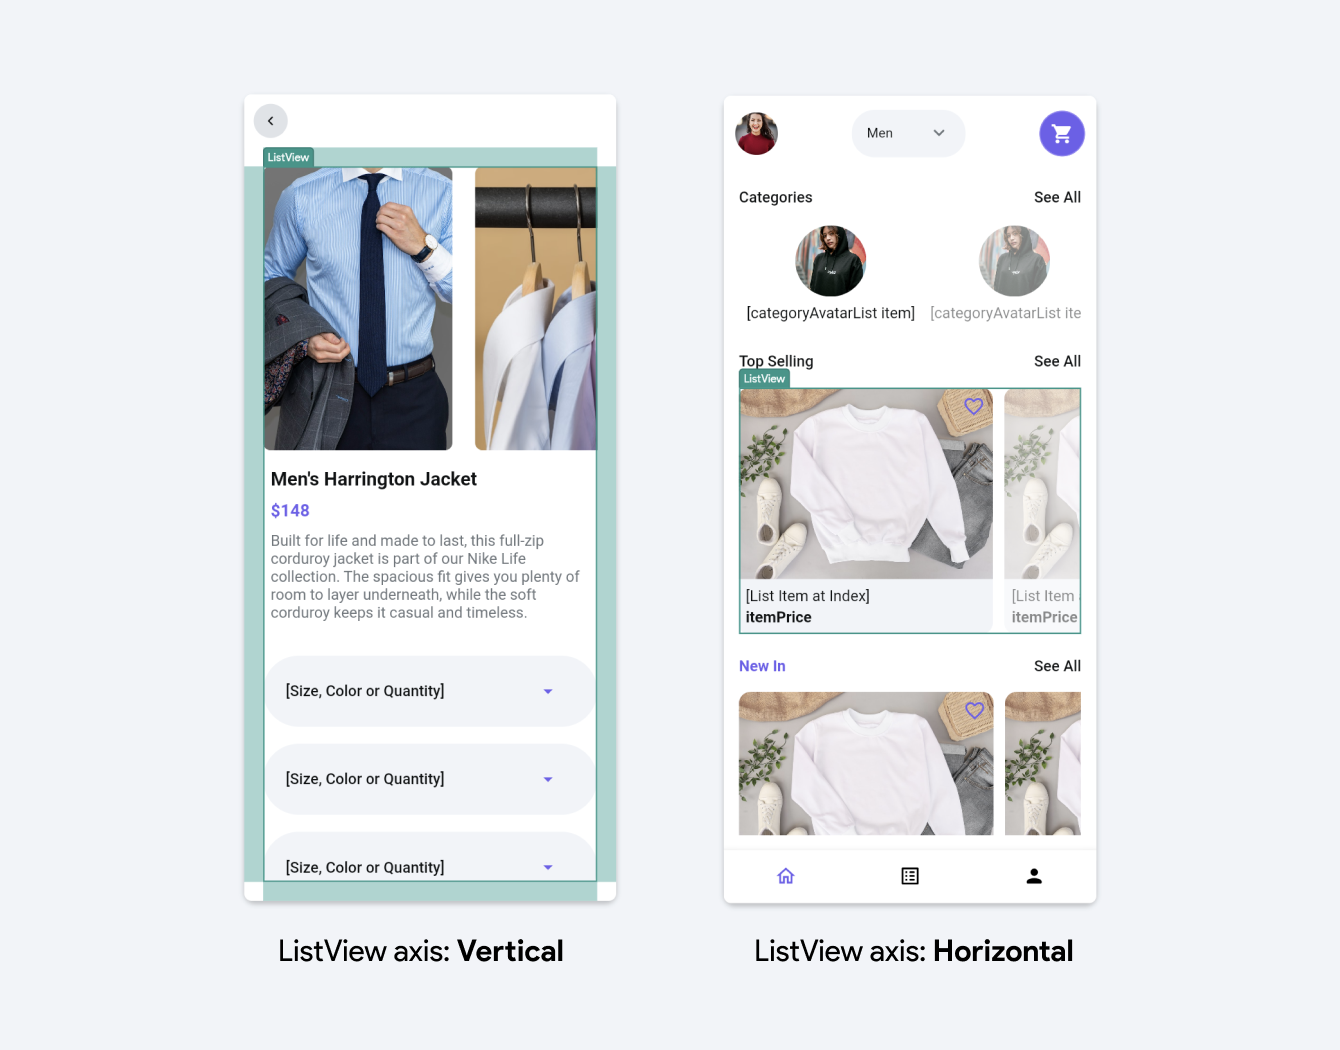 ListView
Men's Harrington Jacket
$148
Built for life and made to last, this full-zip
corduroy jacket is part of our Nike Life
collection. The spacious fit gives you plenty of
room to layer underneath, while the soft
corduroy keeps it casual and timeless.
[Size, Color or Quantity]
[Size, Color or Quantity]
[Size, Color or Quantity]
ListView axis: Vertical
Men
Categories See All
[categoryAvatarList item] [categoryAvatarList ite
Top Selling See All
ListView
[List Item at Index] [List Item
itemPrice itemPrice
New In See All
ListView axis: Horizontal